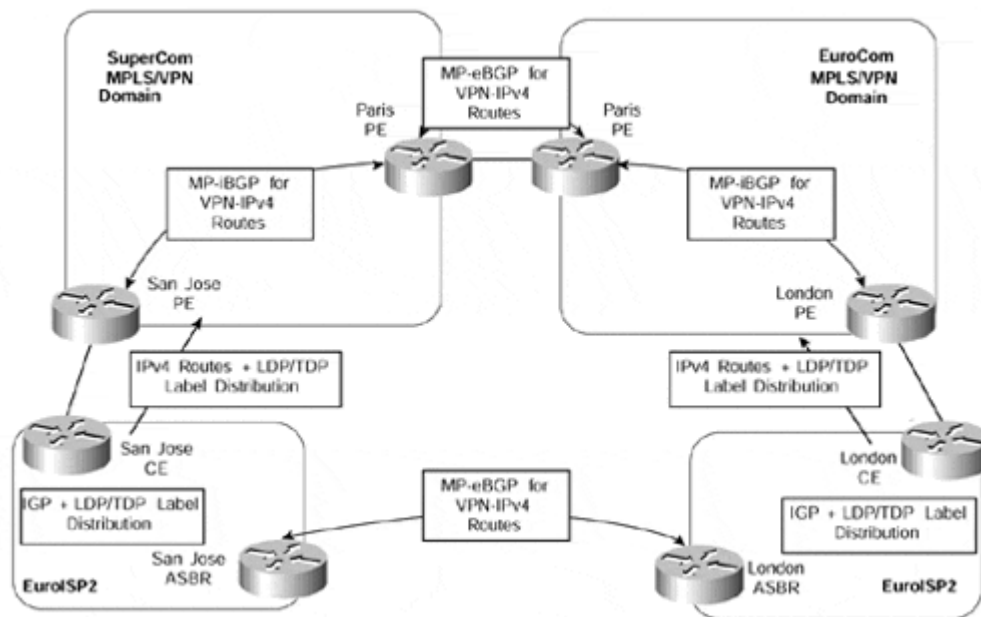 SuperCom
MPLS/VPN
Domain
MP-eBGP for
VPN-IPv4
Routes
EuroCom
MPLS/VPN
Domain
Paris
PE
Paris
PE
MP-iBGP for
VPN-IPv4
Routes
MP-iBGP for
VPN-IPv4
Routes
San Jose
PE
London
PE
IPv4 Routes + LDP/TDP
Label Distribution
IPv4 Routes + LDP/TDP
Label Distribution
San Jose
CE
London
CE
IGP + LDP/TDP Label
Distribution
MP-eBGP for
VPN-IPv4
Routes
IGP + LDP/TDP Label
Distribution
San Jose
ASBR
London
ASBR
EuroISP2
EuroISP2